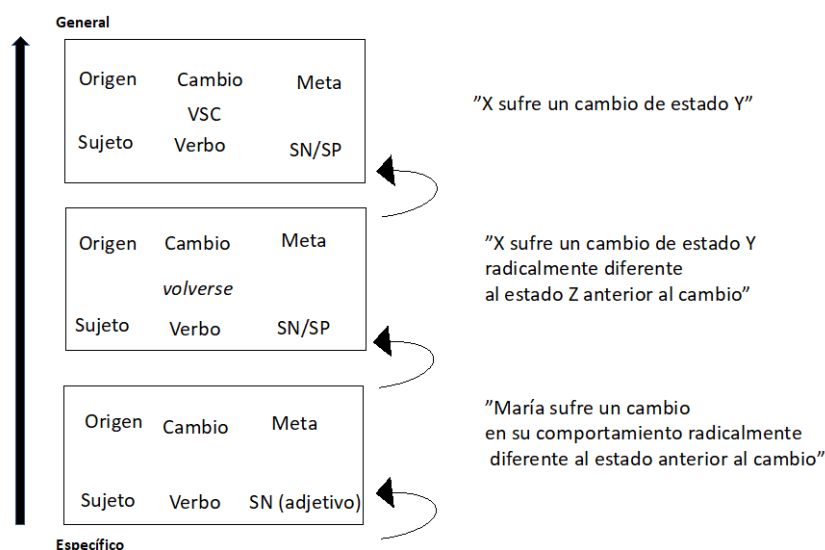 General
Origen Cambio Meta
VSC
Sujeto Verbo SN/SP
”X sufre un cambio de estado Y”
Origen Cambio Meta
volverse
Sujeto Verbo SN/SP
”X sufre un cambio de estado Y
radicalmente diferente
al estado Z anterior al cambio”
Origen Cambio Meta
Sujeto Verbo SN (adjetivo)
”María sufre un cambio
en su comportamiento radicalmente
diferente al estado anterior al cambio”
Específico